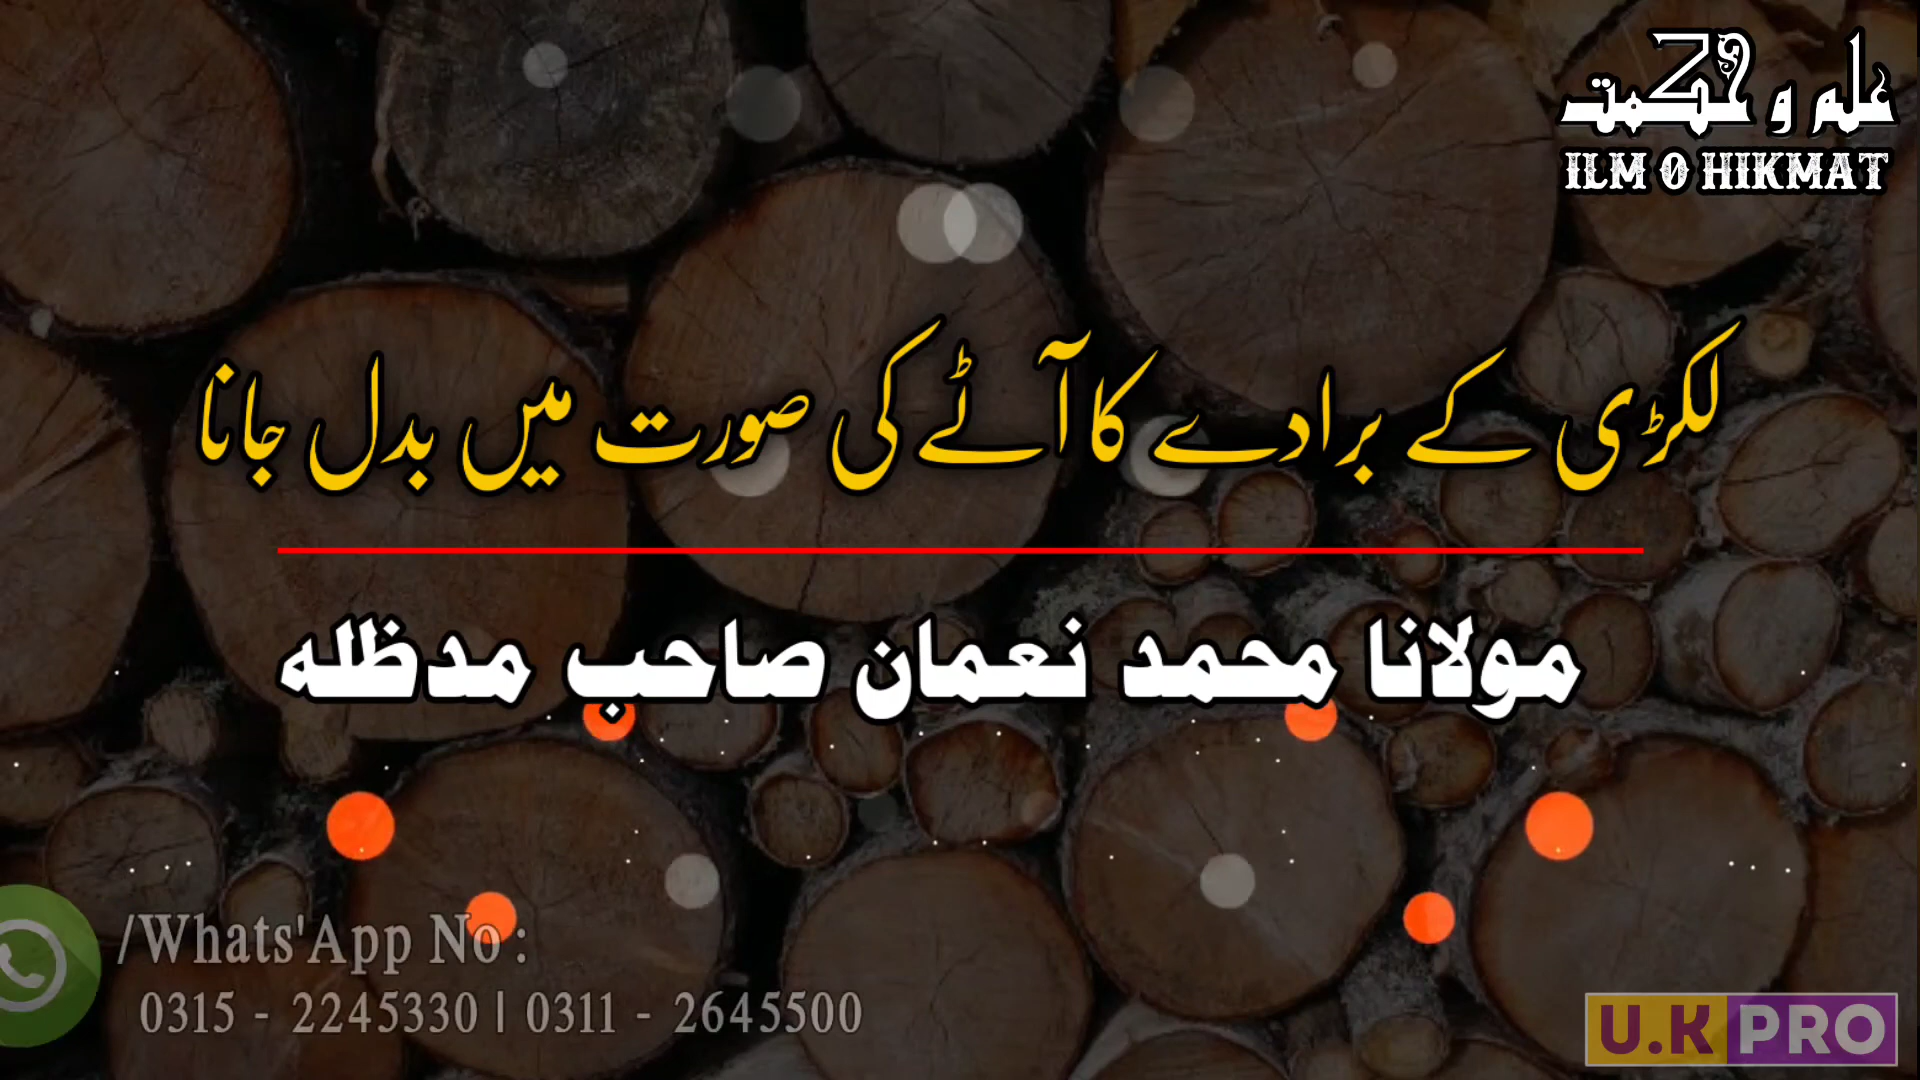 علم و حکمت
ILM O HIKMAT
لکڑی کے برادے کا آٹے کی صورت میں بدل جانا
مولانا محمد نعمان صاحب مدظلہ
/Whats'App No :
0315 - 2245330 | 0311 - 2645500
U.K PRO